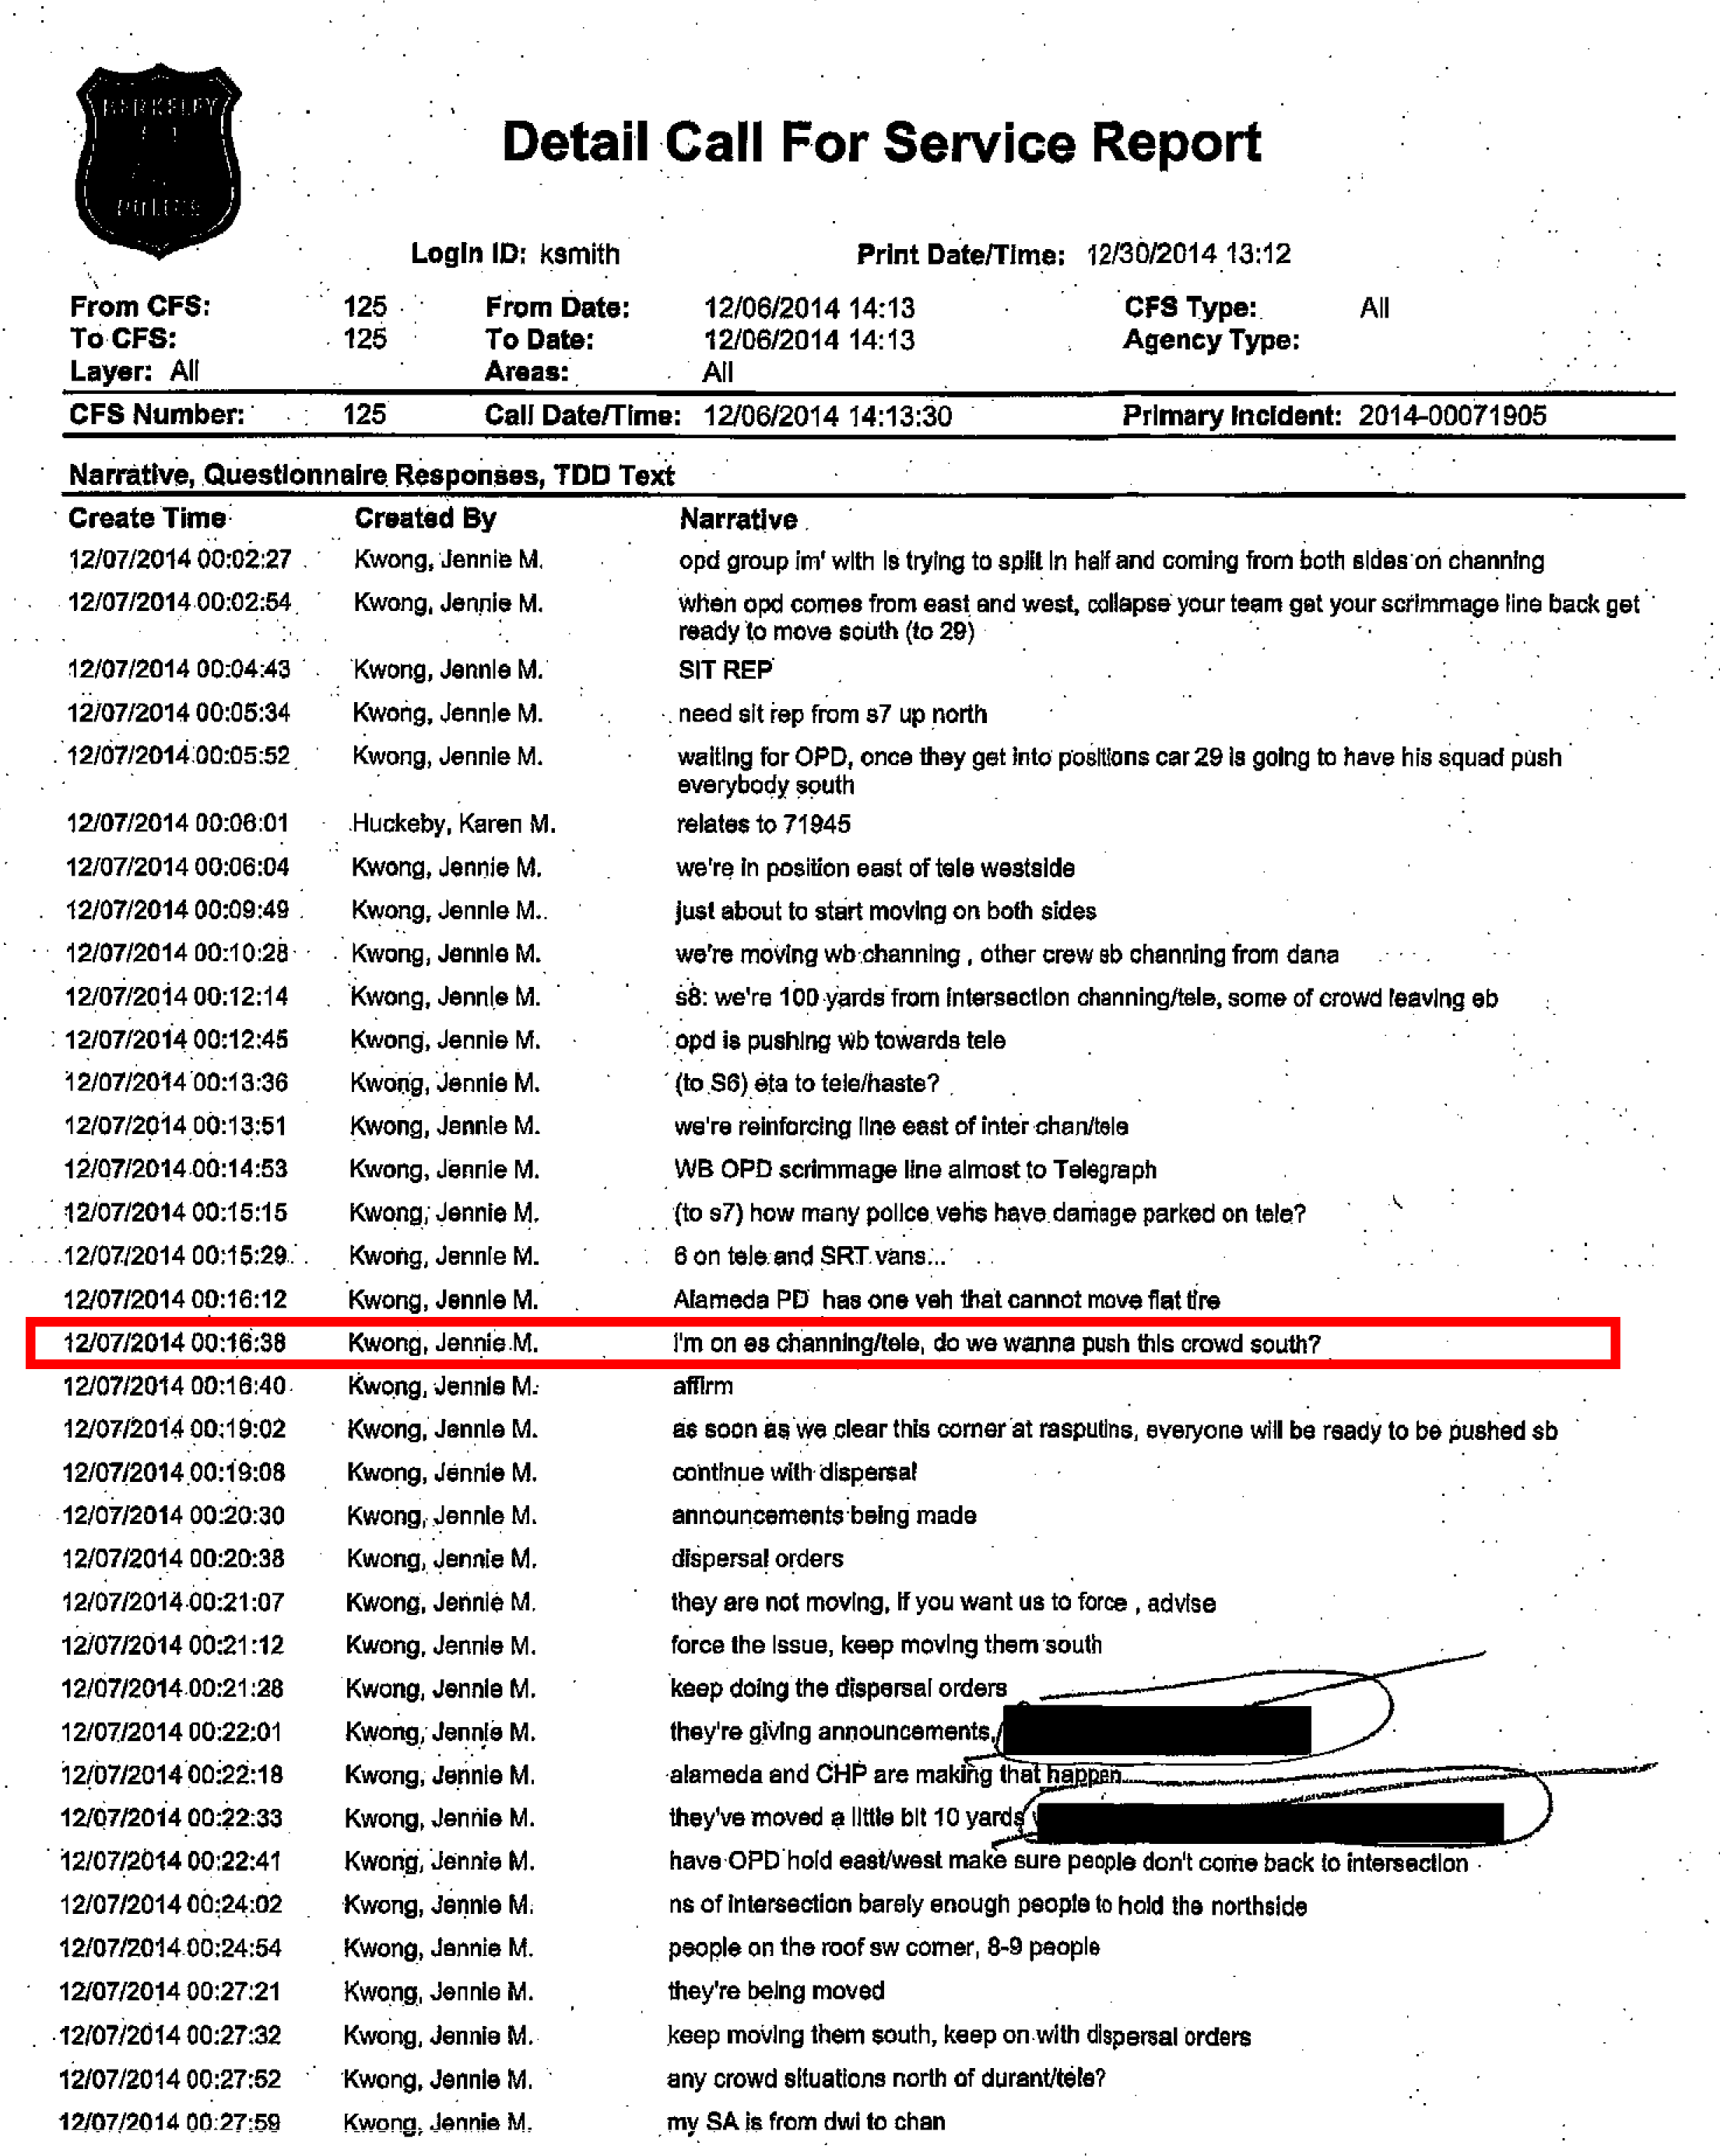 BERKELEY
POLICE
Detail Call For Service Report
Login ID: ksmith Print Date/Time: 12/30/2014 13:12
From CFS: 125 From Date: 12/06/2014 14:13 CFS Type: All
To CFS: 125 To Date: 12/06/2014 14:13 Agency Type:
Layer: All Areas: All
CFS Number: 125 Call Date/Time: 12/06/2014 14:13:30 Primary Incident: 2014-00071905
Narrative, Questionnaire Responses, TDD Text
Create Time Created By Narrative
12/07/2014 00:02:27 Kwong, Jennie M. opd group im' with is trying to split in half and coming from both sides on channing
12/07/2014 00:02:54 Kwong, Jennie M. when opd comes from east and west, collapse your team get your scrimmage line back get
ready to move south (to 29)
12/07/2014 00:04:43 Kwong, Jennie M. SIT REP
12/07/2014 00:05:34 Kwong, Jennie M. need sit rep from s7 up north
12/07/2014 00:05:52 Kwong, Jennie M. waiting for OPD, once they get into positions car 29 is going to have his squad push
everybody south
12/07/2014 00:06:01 Huckeby, Karen M. relates to 71945
12/07/2014 00:06:04 Kwong, Jennie M. we're in position east of tele westside
12/07/2014 00:09:49 Kwong, Jennie M. just about to start moving on both sides
12/07/2014 00:10:28 Kwong, Jennie M. we're moving wb channing , other crew eb channing from dana
12/07/2014 00:12:14 Kwong, Jennie M. s8: we're 100 yards from intersection channing/tele, some of crowd leaving eb
12/07/2014 00:12:45 Kwong, Jennie M. opd is pushing wb towards tele
12/07/2014 00:13:36 Kwong, Jennie M. (to S6) eta to tele/haste?
12/07/2014 00:13:51 Kwong, Jennie M. we're reinforcing line east of inter chan/tele
12/07/2014 00:14:53 Kwong, Jennie M. WB OPD scrimmage line almost to Telegraph
12/07/2014 00:15:15 Kwong, Jennie M. (to s7) how many police vehs have damage parked on tele?
12/07/2014 00:15:29 Kwong, Jennie M. 6 on tele and SRT vans...
12/07/2014 00:16:12 Kwong, Jennie M. Alameda PD has one veh that cannot move flat tire
12/07/2014 00:16:38 Kwong, Jennie M. I'm on es channing/tele, do we wanna push this crowd south?
12/07/2014 00:16:40 Kwong, Jennie M. affirm
12/07/2014 00:19:02 Kwong, Jennie M. as soon as we clear this corner at rasputins, everyone will be ready to be pushed sb
12/07/2014 00:19:08 Kwong, Jennie M. continue with dispersal
12/07/2014 00:20:30 Kwong, Jennie M. announcements being made
12/07/2014 00:20:38 Kwong, Jennie M. dispersal orders
12/07/2014 00:21:07 Kwong, Jennie M. they are not moving, if you want us to force , advise
12/07/2014 00:21:12 Kwong, Jennie M. force the issue, keep moving them south
12/07/2014 00:21:28 Kwong, Jennie M. keep doing the dispersal orders
12/07/2014 00:22:01 Kwong, Jennie M. they're giving announcements,
12/07/2014 00:22:18 Kwong, Jennie M. alameda and CHP are making that happen
12/07/2014 00:22:33 Kwong, Jennie M. they've moved a little bit 10 yards
12/07/2014 00:22:41 Kwong, Jennie M. have OPD hold east/west make sure people don't come back to intersection
12/07/2014 00:24:02 Kwong, Jennie M. ns of intersection barely enough people to hold the northside
12/07/2014 00:24:54 Kwong, Jennie M. people on the roof sw corner, 8-9 people
12/07/2014 00:27:21 Kwong, Jennie M. they're being moved
12/07/2014 00:27:32 Kwong, Jennie M. keep moving them south, keep on with dispersal orders
12/07/2014 00:27:52 Kwong, Jennie M. any crowd situations north of durant/tele?
12/07/2014 00:27:59 Kwong, Jennie M. my SA is from dwi to chan